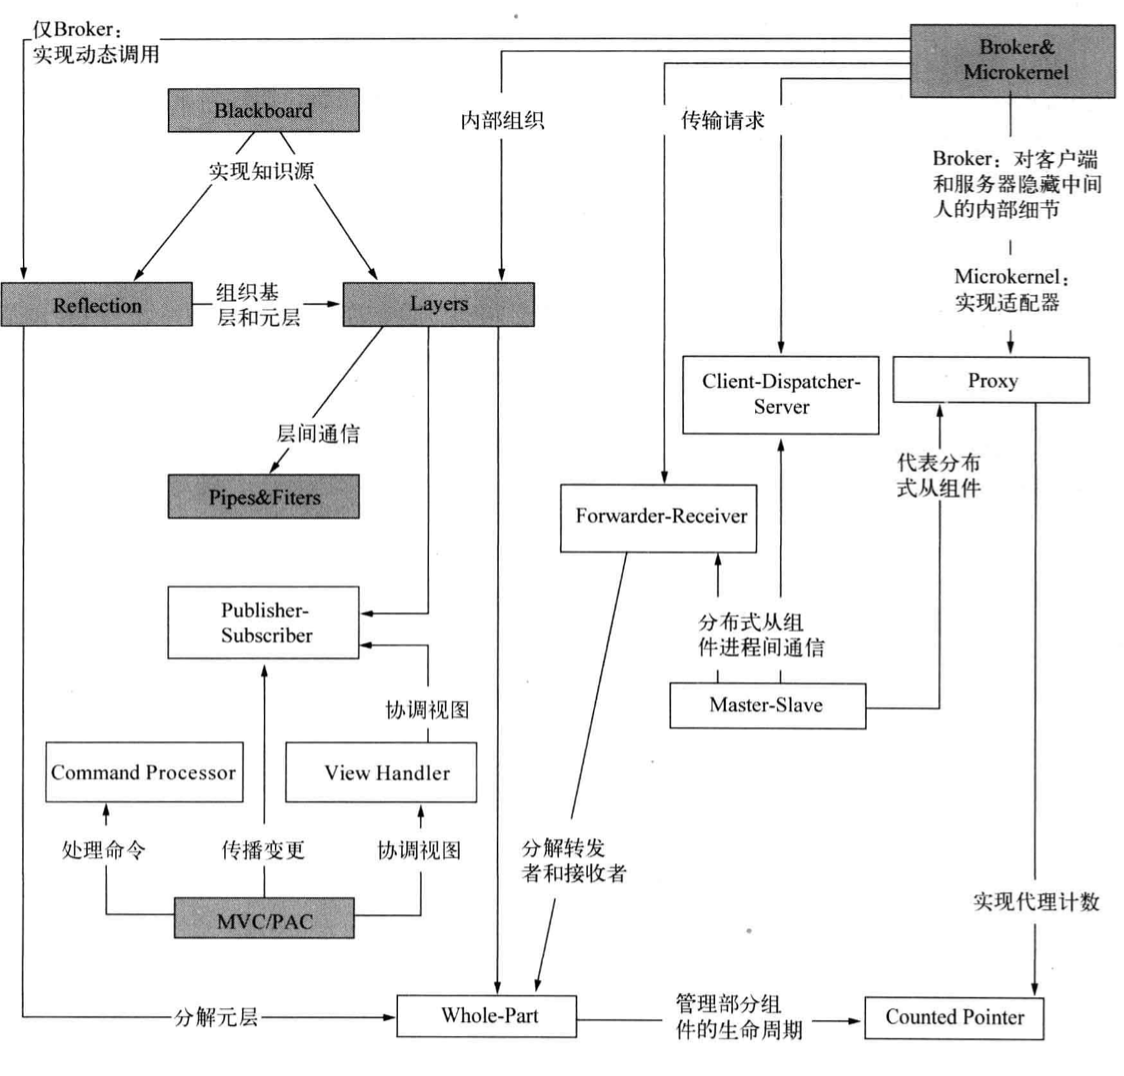 仅Broker：
实现动态调用
Broker&
Microkernel
Blackboard
内部组织
传输请求
实现知识源
Broker：对客户端
和服务器隐藏中间
人的内部细节
Microkernel：
实现适配器
Reflection
组织基
层和元层
Layers
Client-Dispatcher-
Server
Proxy
层间通信
代表分布
式从组件
Pipes&Fiters
Forwarder-Receiver
Publisher-
Subscriber
分布式从组
件进程间通信
Master-Slave
协调视图
Command Processor
View Handler
处理命令
传播变更
协调视图
分解转发
者和接收者
MVC/PAC
实现代理计数
分解元层
Whole-Part
管理部分组
件的生命周期
Counted Pointer